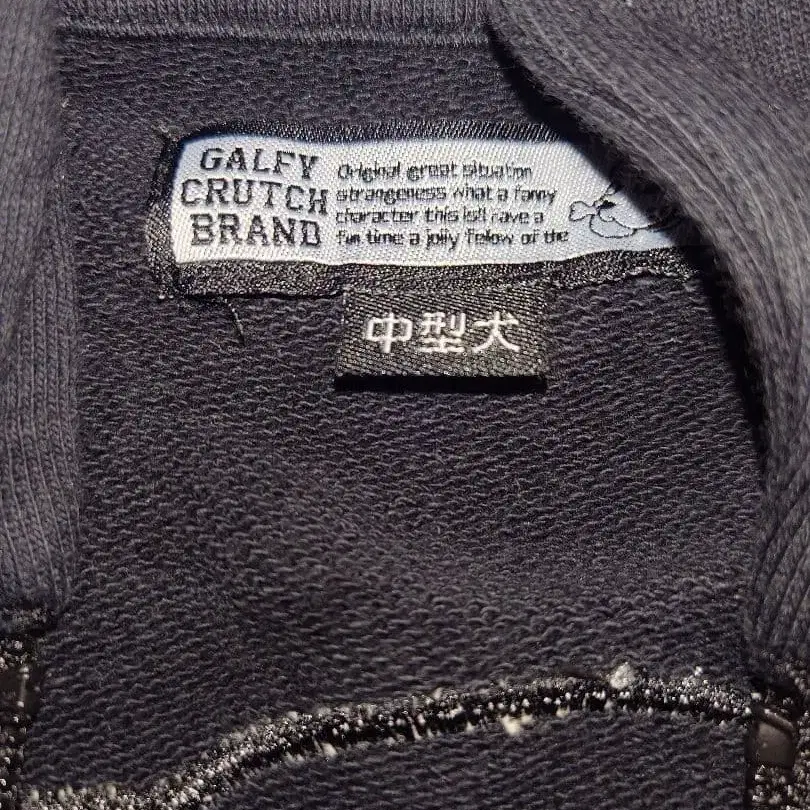 GALFY
CRUTCH
BRAND
Original great situation
strangeness what a fanny
character this is!! rave a
fun time a jolly fellow of the
中型犬